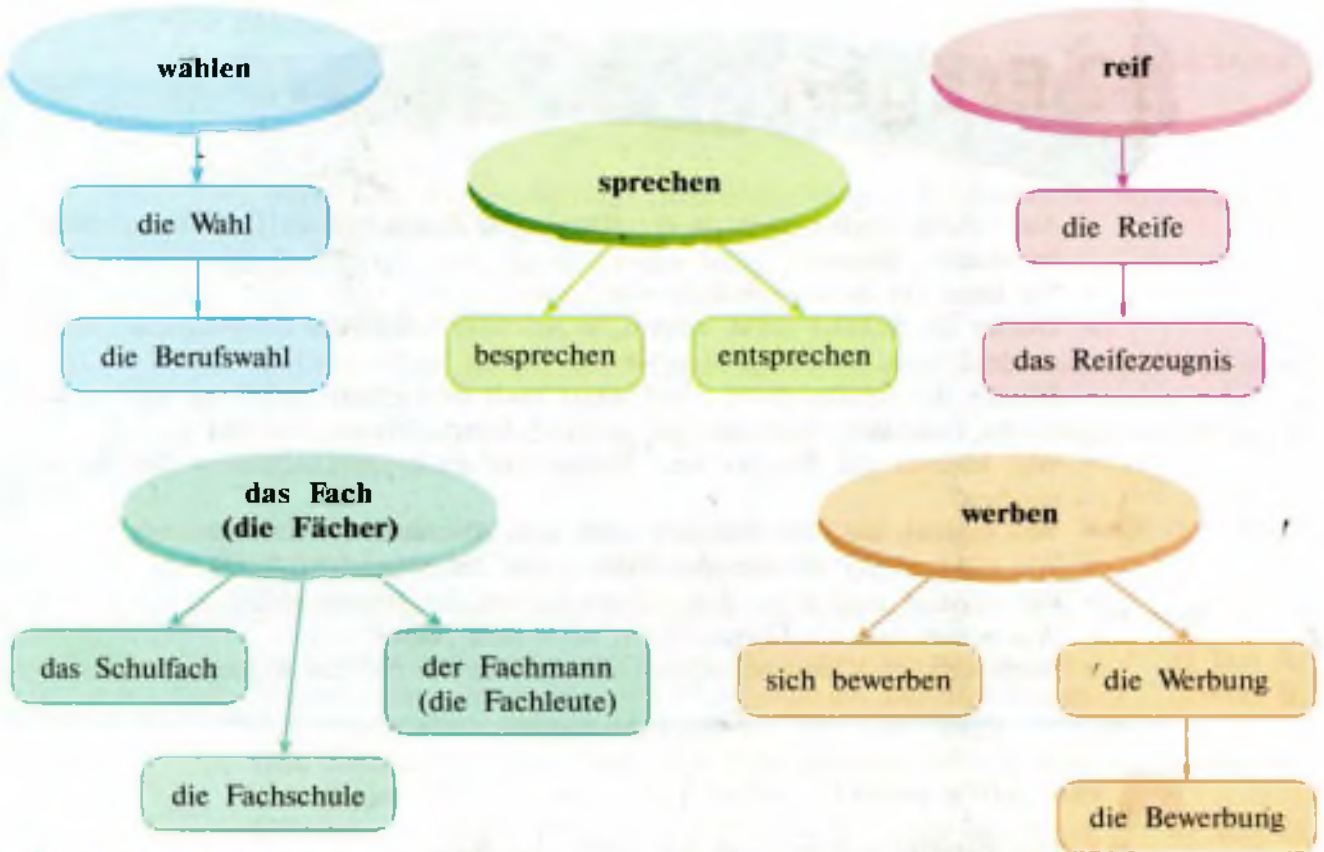 wählen
die Wahl
die Berufswahl
sprechen
besprechen
entsprechen
reif
die Reife
das Reifezeugnis
das Fach
(die Fächer)
das Schulfach
die Fachschule
der Fachmann
(die Fachleute)
werben
sich bewerben
die Werbung
die Bewerbung